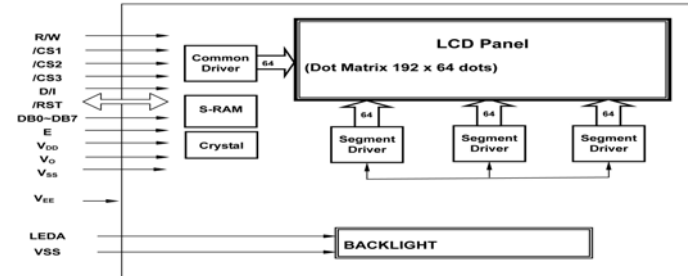 R/W
/CS1
/CS2
/CS3
D/I
/RST
DB0~DB7
E
VDD
VO
VSS
VEE
LEDA
VSS
Common
Driver
64
S-RAM
Crystal
LCD Panel
(Dot Matrix 192 x 64 dots)
64
64
64
Segment
Driver
Segment
Driver
Segment
Driver
BACKLIGHT